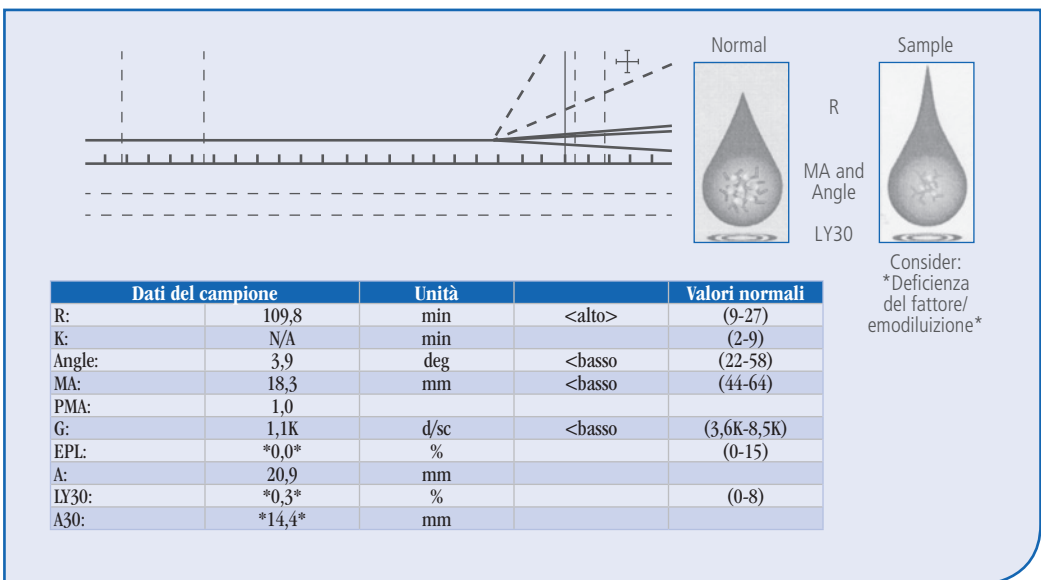 Normal
Sample
R
MA and
Angle
LY30
Consider:
*Deficienza
del fattore/
emodiluizione*
Dati del campione Unità Valori normali
R: 109,8 min <alto> (9-27)
K: N/A min (2-9)
Angle: 3,9 deg <basso (22-58)
MA: 18,3 mm <basso (44-64)
PMA: 1,0
G: 1,1K d/sc <basso (3,6K-8,5K)
EPL: *0,0* % (0-15)
A: 20,9 mm
LY30: *0,3* % (0-8)
A30: *14,4* mm